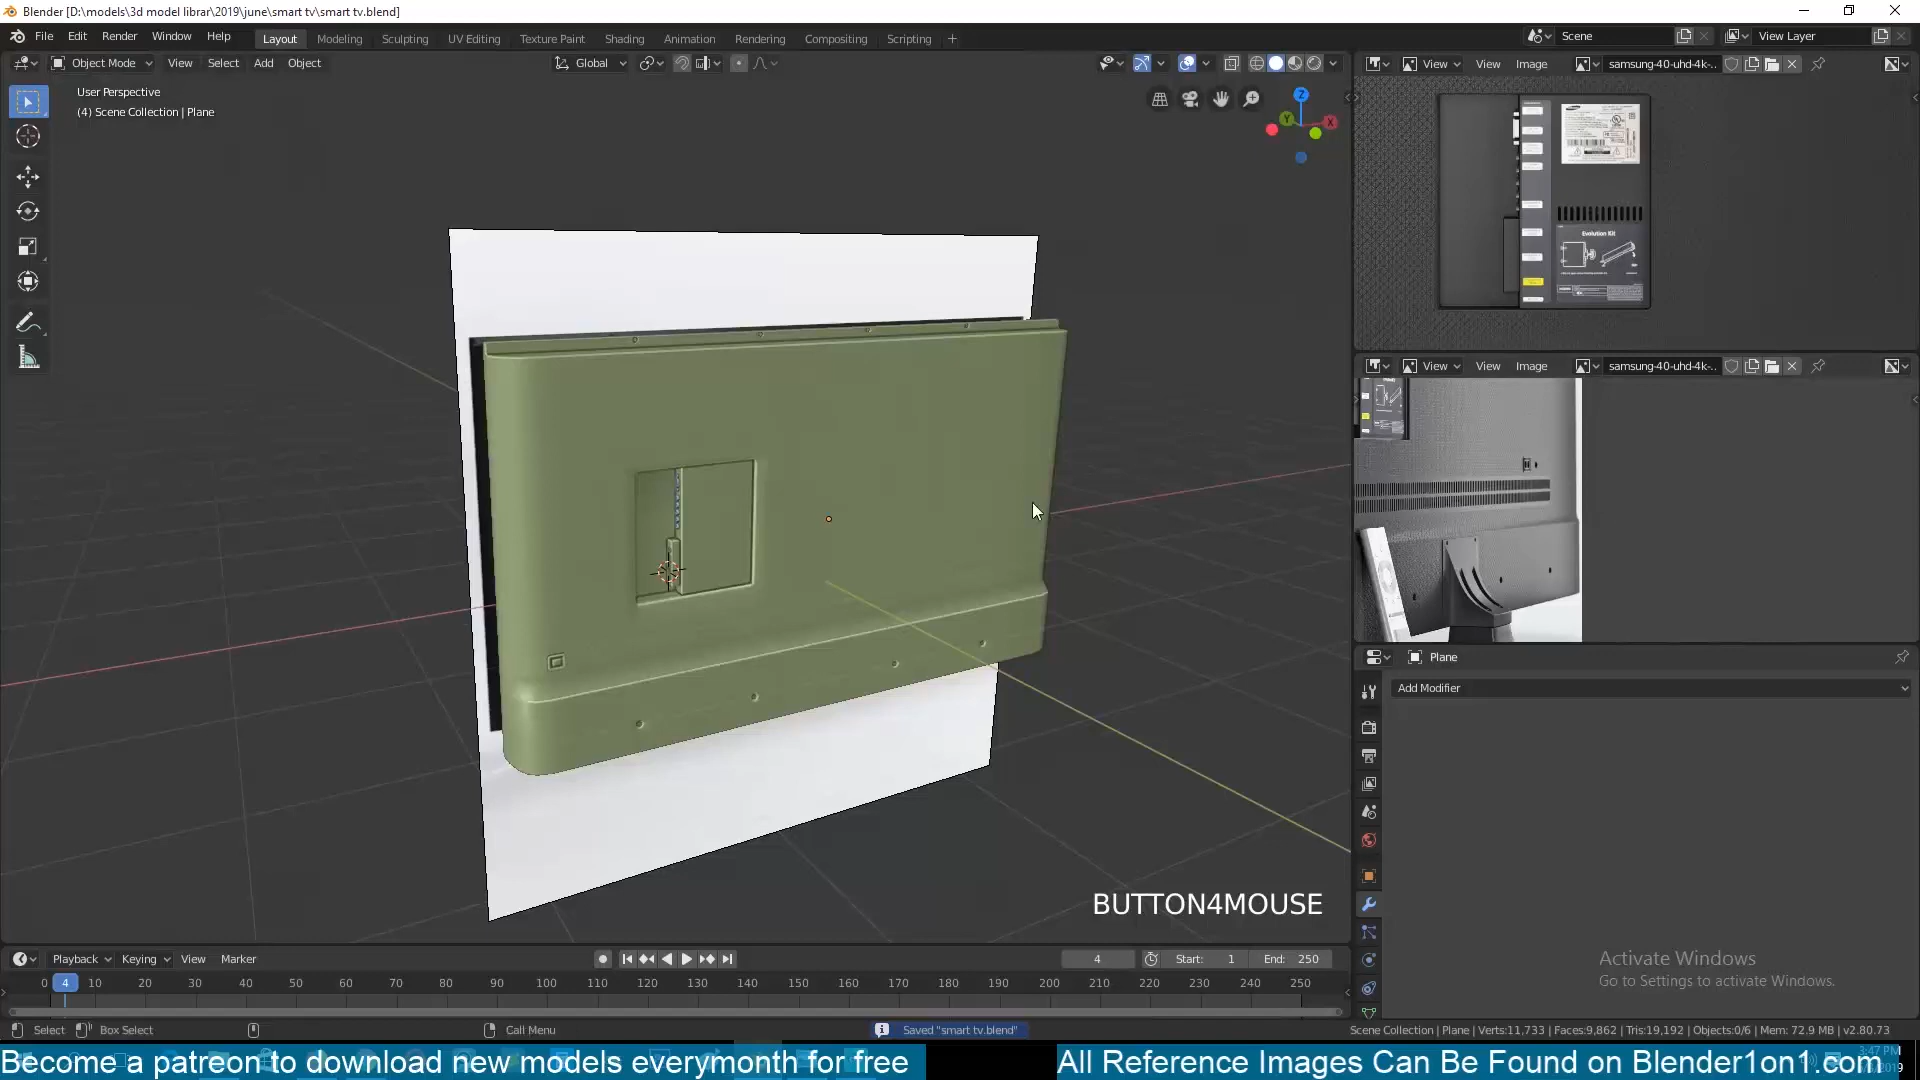 Blender [D:\models\3d model librar\2019\june\smart tv\smart tv.blend]
File Edit Render Window Help Layout Modeling Sculpting UV Editing Texture Paint Shading Animation Rendering Compositing Scripting + Scene View Layer
Object Mode View Select Add Object Global View View Image samsung-40-uhd-4k-..
User Perspective
(4) Scene Collection | Plane
Z
Y
X
Evolution Kit
View View Image samsung-40-uhd-4k-..
Plane
Add Modifier
BUTTON4MOUSE
Activate Windows
Go to Settings to activate Windows.
Playback Keying View Marker 4 Start: 1 End: 250
0 4 10 20 30 40 50 60 70 80 90 100 110 120 130 140 150 160 170 180 190 200 210 220 230 240 250
Select Box Select Call Menu Saved "smart tv.blend" Scene Collection | Plane | Verts:11,733 | Faces:9,862 | Tris:19,192 | Objects:0/6 | Mem: 72.9 MB | v2.80.73
Become a patreon to download new models everymonth for free
All Reference Images Can Be Found on Blender1on1.com
3:47 PM